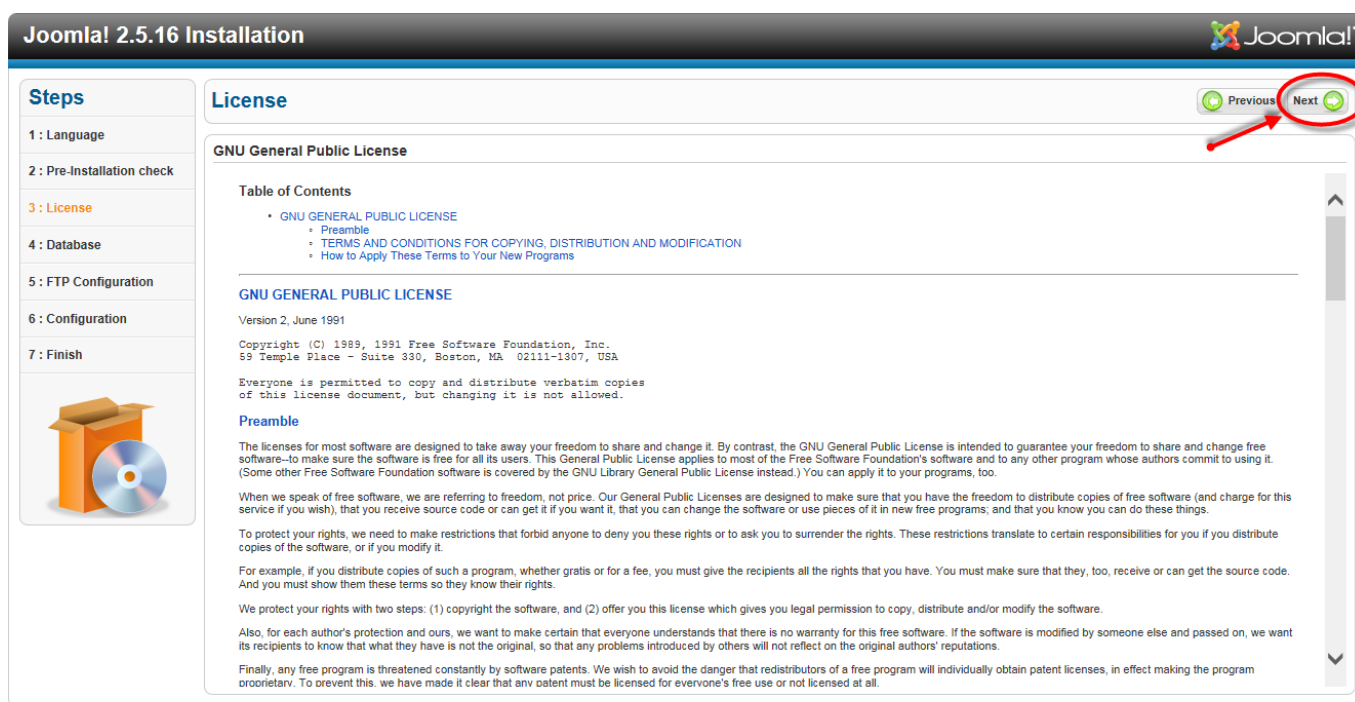 Joomla! 2.5.16 Installation
Joomla!
Steps
1 : Language
2 : Pre-Installation check
3 : License
4 : Database
5 : FTP Configuration
6 : Configuration
7 : Finish
License
Previous
Next
GNU General Public License
Table of Contents
• GNU GENERAL PUBLIC LICENSE
◦ Preamble
◦ TERMS AND CONDITIONS FOR COPYING, DISTRIBUTION AND MODIFICATION
◦ How to Apply These Terms to Your New Programs
GNU GENERAL PUBLIC LICENSE
Version 2, June 1991
Copyright (C) 1989, 1991 Free Software Foundation, Inc.
59 Temple Place - Suite 330, Boston, MA 02111-1307, USA
Everyone is permitted to copy and distribute verbatim copies
of this license document, but changing it is not allowed.
Preamble
The licenses for most software are designed to take away your freedom to share and change it. By contrast, the GNU General Public License is intended to guarantee your freedom to share and change free
software--to make sure the software is free for all its users. This General Public License applies to most of the Free Software Foundation's software and to any other program whose authors commit to using it.
(Some other Free Software Foundation software is covered by the GNU Library General Public License instead.) You can apply it to your programs, too.
When we speak of free software, we are referring to freedom, not price. Our General Public Licenses are designed to make sure that you have the freedom to distribute copies of free software (and charge for this
service if you wish), that you receive source code or can get it if you want it, that you can change the software or use pieces of it in new free programs; and that you know you can do these things.
To protect your rights, we need to make restrictions that forbid anyone to deny you these rights or to ask you to surrender the rights. These restrictions translate to certain responsibilities for you if you distribute
copies of the software, or if you modify it.
For example, if you distribute copies of such a program, whether gratis or for a fee, you must give the recipients all the rights that you have. You must make sure that they, too, receive or can get the source code.
And you must show them these terms so they know their rights.
We protect your rights with two steps: (1) copyright the software, and (2) offer you this license which gives you legal permission to copy, distribute and/or modify the software.
Also, for each author's protection and ours, we want to make certain that everyone understands that there is no warranty for this free software. If the software is modified by someone else and passed on, we want
its recipients to know that what they have is not the original, so that any problems introduced by others will not reflect on the original authors' reputations.
Finally, any free program is threatened constantly by software patents. We wish to avoid the danger that redistributors of a free program will individually obtain patent licenses, in effect making the program
proprietary. To prevent this, we have made it clear that any patent must be licensed for everyone's free use or not licensed at all.